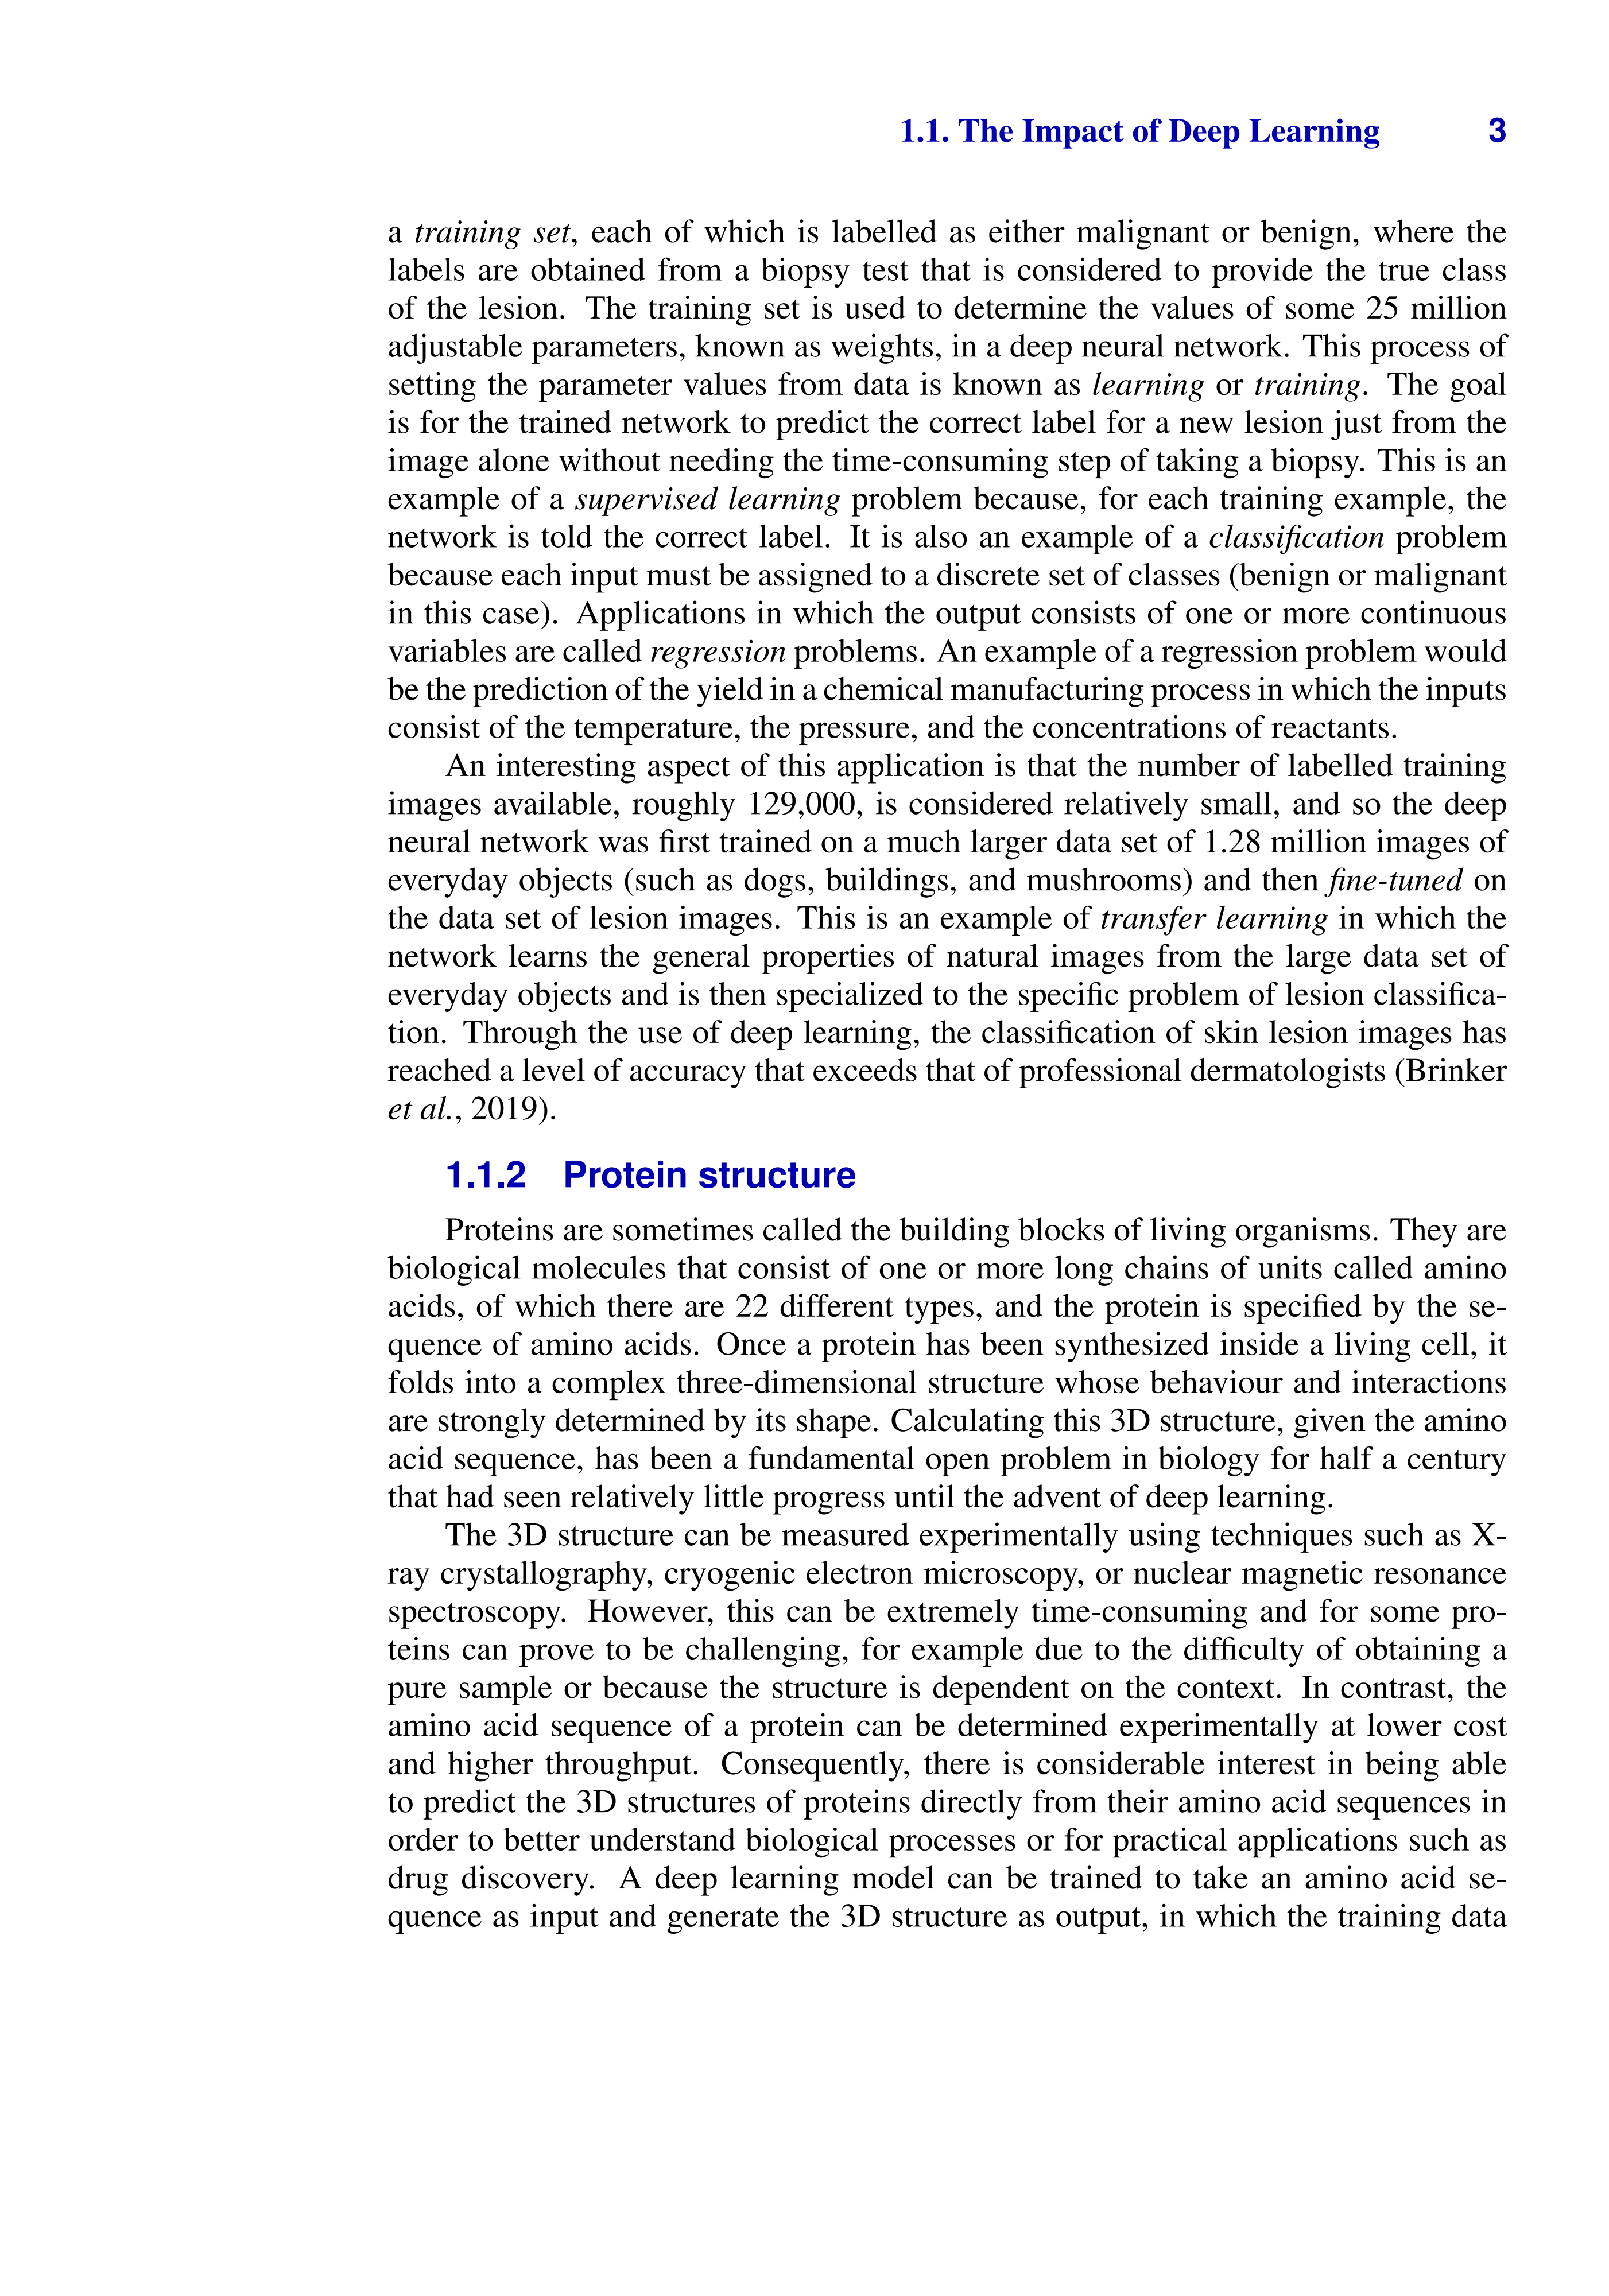 1.1. The Impact of Deep Learning 3
a training set, each of which is labelled as either malignant or benign, where the
labels are obtained from a biopsy test that is considered to provide the true class
of the lesion. The training set is used to determine the values of some 25 million
adjustable parameters, known as weights, in a deep neural network. This process of
setting the parameter values from data is known as learning or training. The goal
is for the trained network to predict the correct label for a new lesion just from the
image alone without needing the time-consuming step of taking a biopsy. This is an
example of a supervised learning problem because, for each training example, the
network is told the correct label. It is also an example of a classification problem
because each input must be assigned to a discrete set of classes (benign or malignant
in this case). Applications in which the output consists of one or more continuous
variables are called regression problems. An example of a regression problem would
be the prediction of the yield in a chemical manufacturing process in which the inputs
consist of the temperature, the pressure, and the concentrations of reactants.
An interesting aspect of this application is that the number of labelled training
images available, roughly 129,000, is considered relatively small, and so the deep
neural network was first trained on a much larger data set of 1.28 million images of
everyday objects (such as dogs, buildings, and mushrooms) and then fine-tuned on
the data set of lesion images. This is an example of transfer learning in which the
network learns the general properties of natural images from the large data set of
everyday objects and is then specialized to the specific problem of lesion classifica-
tion. Through the use of deep learning, the classification of skin lesion images has
reached a level of accuracy that exceeds that of professional dermatologists (Brinker
et al., 2019).
1.1.2 Protein structure
Proteins are sometimes called the building blocks of living organisms. They are
biological molecules that consist of one or more long chains of units called amino
acids, of which there are 22 different types, and the protein is specified by the se-
quence of amino acids. Once a protein has been synthesized inside a living cell, it
folds into a complex three-dimensional structure whose behaviour and interactions
are strongly determined by its shape. Calculating this 3D structure, given the amino
acid sequence, has been a fundamental open problem in biology for half a century
that had seen relatively little progress until the advent of deep learning.
The 3D structure can be measured experimentally using techniques such as X-
ray crystallography, cryogenic electron microscopy, or nuclear magnetic resonance
spectroscopy. However, this can be extremely time-consuming and for some pro-
teins can prove to be challenging, for example due to the difficulty of obtaining a
pure sample or because the structure is dependent on the context. In contrast, the
amino acid sequence of a protein can be determined experimentally at lower cost
and higher throughput. Consequently, there is considerable interest in being able
to predict the 3D structures of proteins directly from their amino acid sequences in
order to better understand biological processes or for practical applications such as
drug discovery. A deep learning model can be trained to take an amino acid se-
quence as input and generate the 3D structure as output, in which the training data